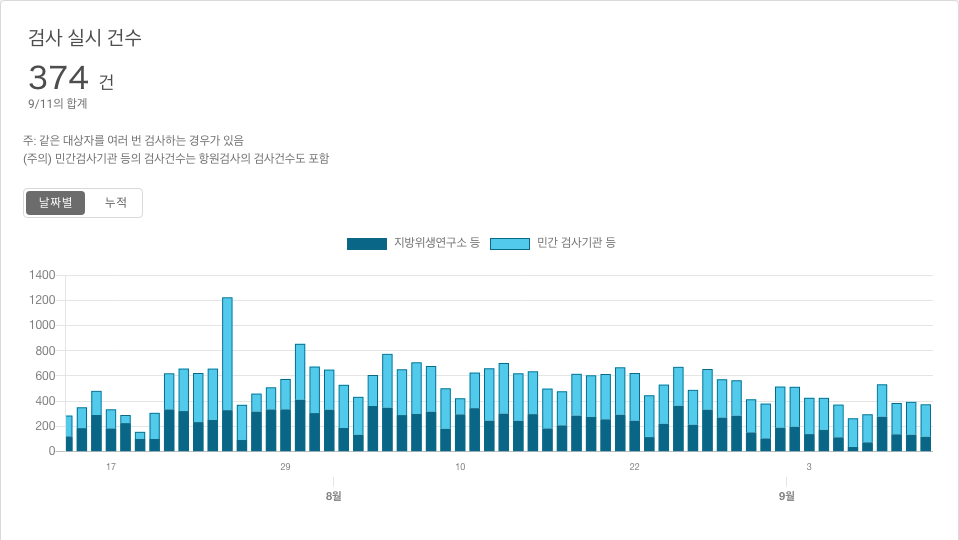 검사 실시 건수
374 건
9/11의 합계
주: 같은 대상자를 여러 번 검사하는 경우가 있음
(주의) 민간검사기관 등의 검사건수는 항원검사의 검사건수도 포함
날짜별 누적
지방위생연구소 등 민간 검사기관 등
1400
1200
1000
800
600
400
200
0
17 29 10 22 3
8월 9월